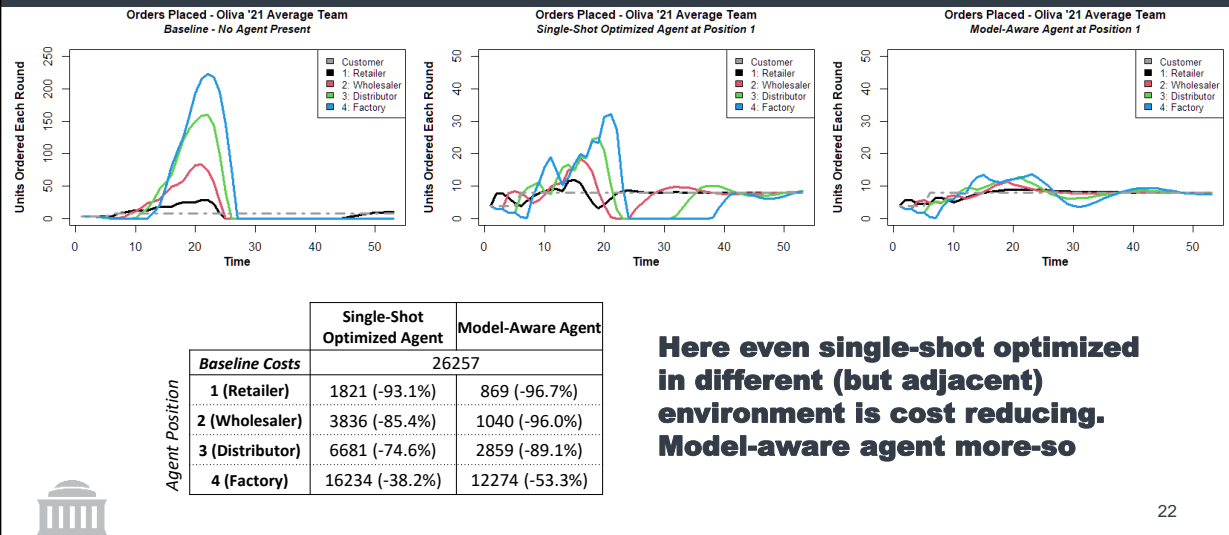 Orders Placed - Oliva '21 Average Team
Baseline - No Agent Present
Units Ordered Each Round
0 50 100 150 200 250
Customer
1: Retailer
2: Wholesaler
3: Distributor
4: Factory
0 10 20 30 40 50
Time
Orders Placed - Oliva '21 Average Team
Single-Shot Optimized Agent at Position 1
Units Ordered Each Round
0 10 20 30 40 50
Customer
1: Retailer
2: Wholesaler
3: Distributor
4: Factory
0 10 20 30 40 50
Time
Orders Placed - Oliva '21 Average Team
Model-Aware Agent at Position 1
Units Ordered Each Round
0 10 20 30 40 50
Customer
1: Retailer
2: Wholesaler
3: Distributor
4: Factory
0 10 20 30 40 50
Time
Single-Shot
Optimized Agent
Model-Aware Agent
Baseline Costs 26257
Agent Position
1 (Retailer) 1821 (-93.1%) 869 (-96.7%)
2 (Wholesaler) 3836 (-85.4%) 1040 (-96.0%)
3 (Distributor) 6681 (-74.6%) 2859 (-89.1%)
4 (Factory) 16234 (-38.2%) 12274 (-53.3%)
Here even single-shot optimized
in different (but adjacent)
environment is cost reducing.
Model-aware agent more-so
22